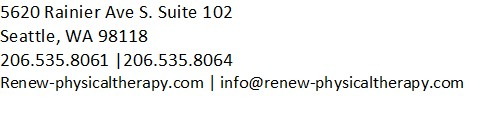 5620 Rainier Ave S. Suite 102
Seattle, WA 98118
206.535.8061 |206.535.8064
Renew-physicaltherapy.com | info@renew-physicaltherapy.com